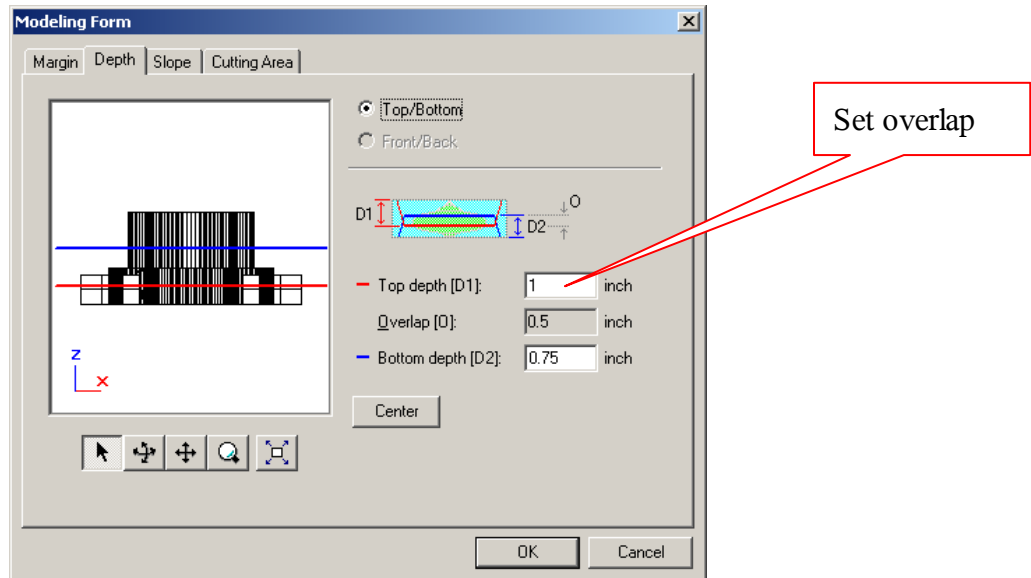 Modeling Form
Margin Depth Slope Cutting Area
Top/Bottom
Front/Back
Set overlap
D1 O
D2
Top depth [D1]: 1 inch
Overlap [O]: 0.5 inch
Bottom depth [D2]: 0.75 inch
z
x
Center
OK Cancel